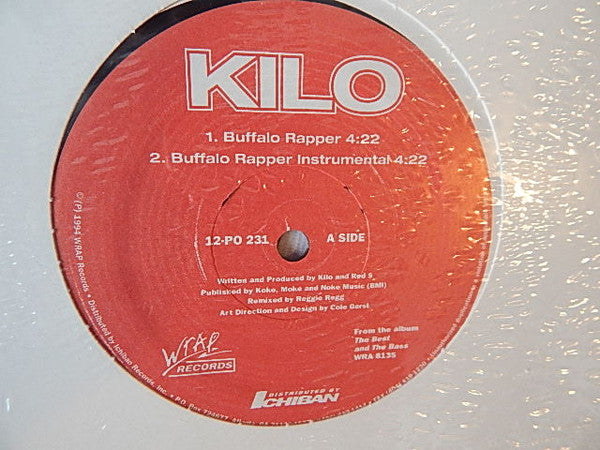 KILO
1. Buffalo Rapper 4:22
2. Buffalo Rapper Instrumental 4:22
12-PO 231
A SIDE
Written and Produced by Kilo and Red S
Published by Koke, Moke and Noke Music (BMI)
Remixed by Reggie Regg
Art Direction and Design by Cole Gerst
From the album
The Best
and The Bass
WRA 8135
WRAP
RECORDS
DISTRIBUTED BY
ICHIBAN
(P) 1994 WRAP Records • Distributed by Ichiban Records, Inc. • P.O. Box